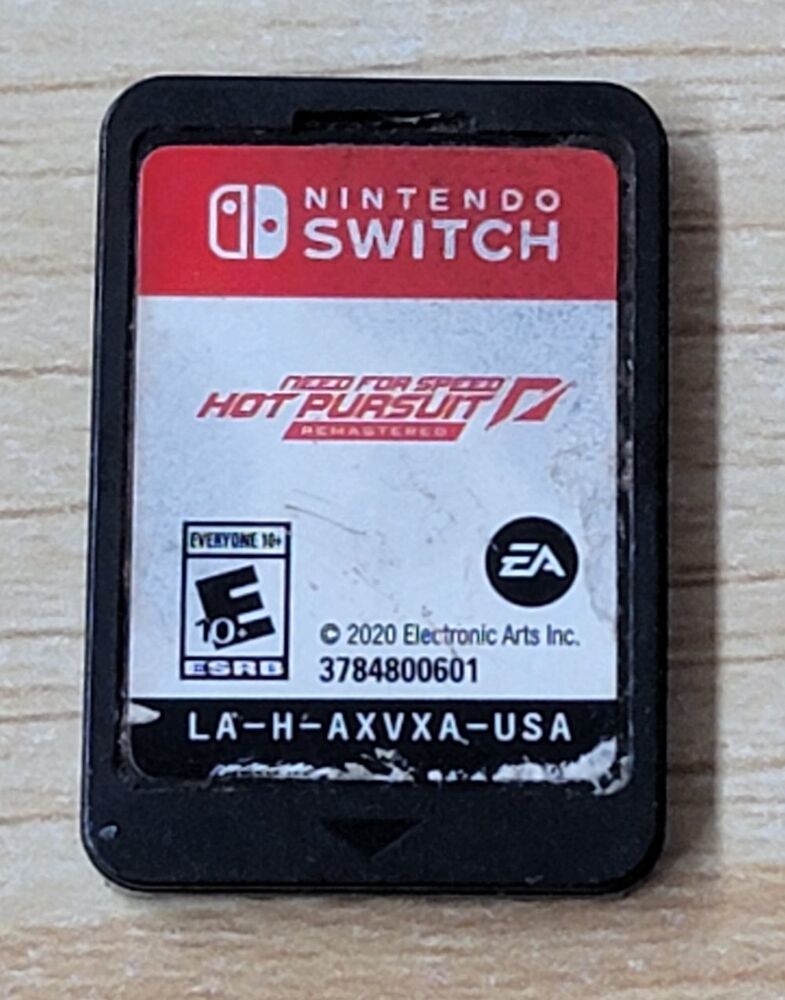 NINTENDO
SWITCH
NEED FOR SPEED
HOT PURSUIT
REMASTERED
EVERYONE 10+
E
10+
ESRB
EA
© 2020 Electronic Arts Inc.
3784800601
LA-H-AXVXA-USA